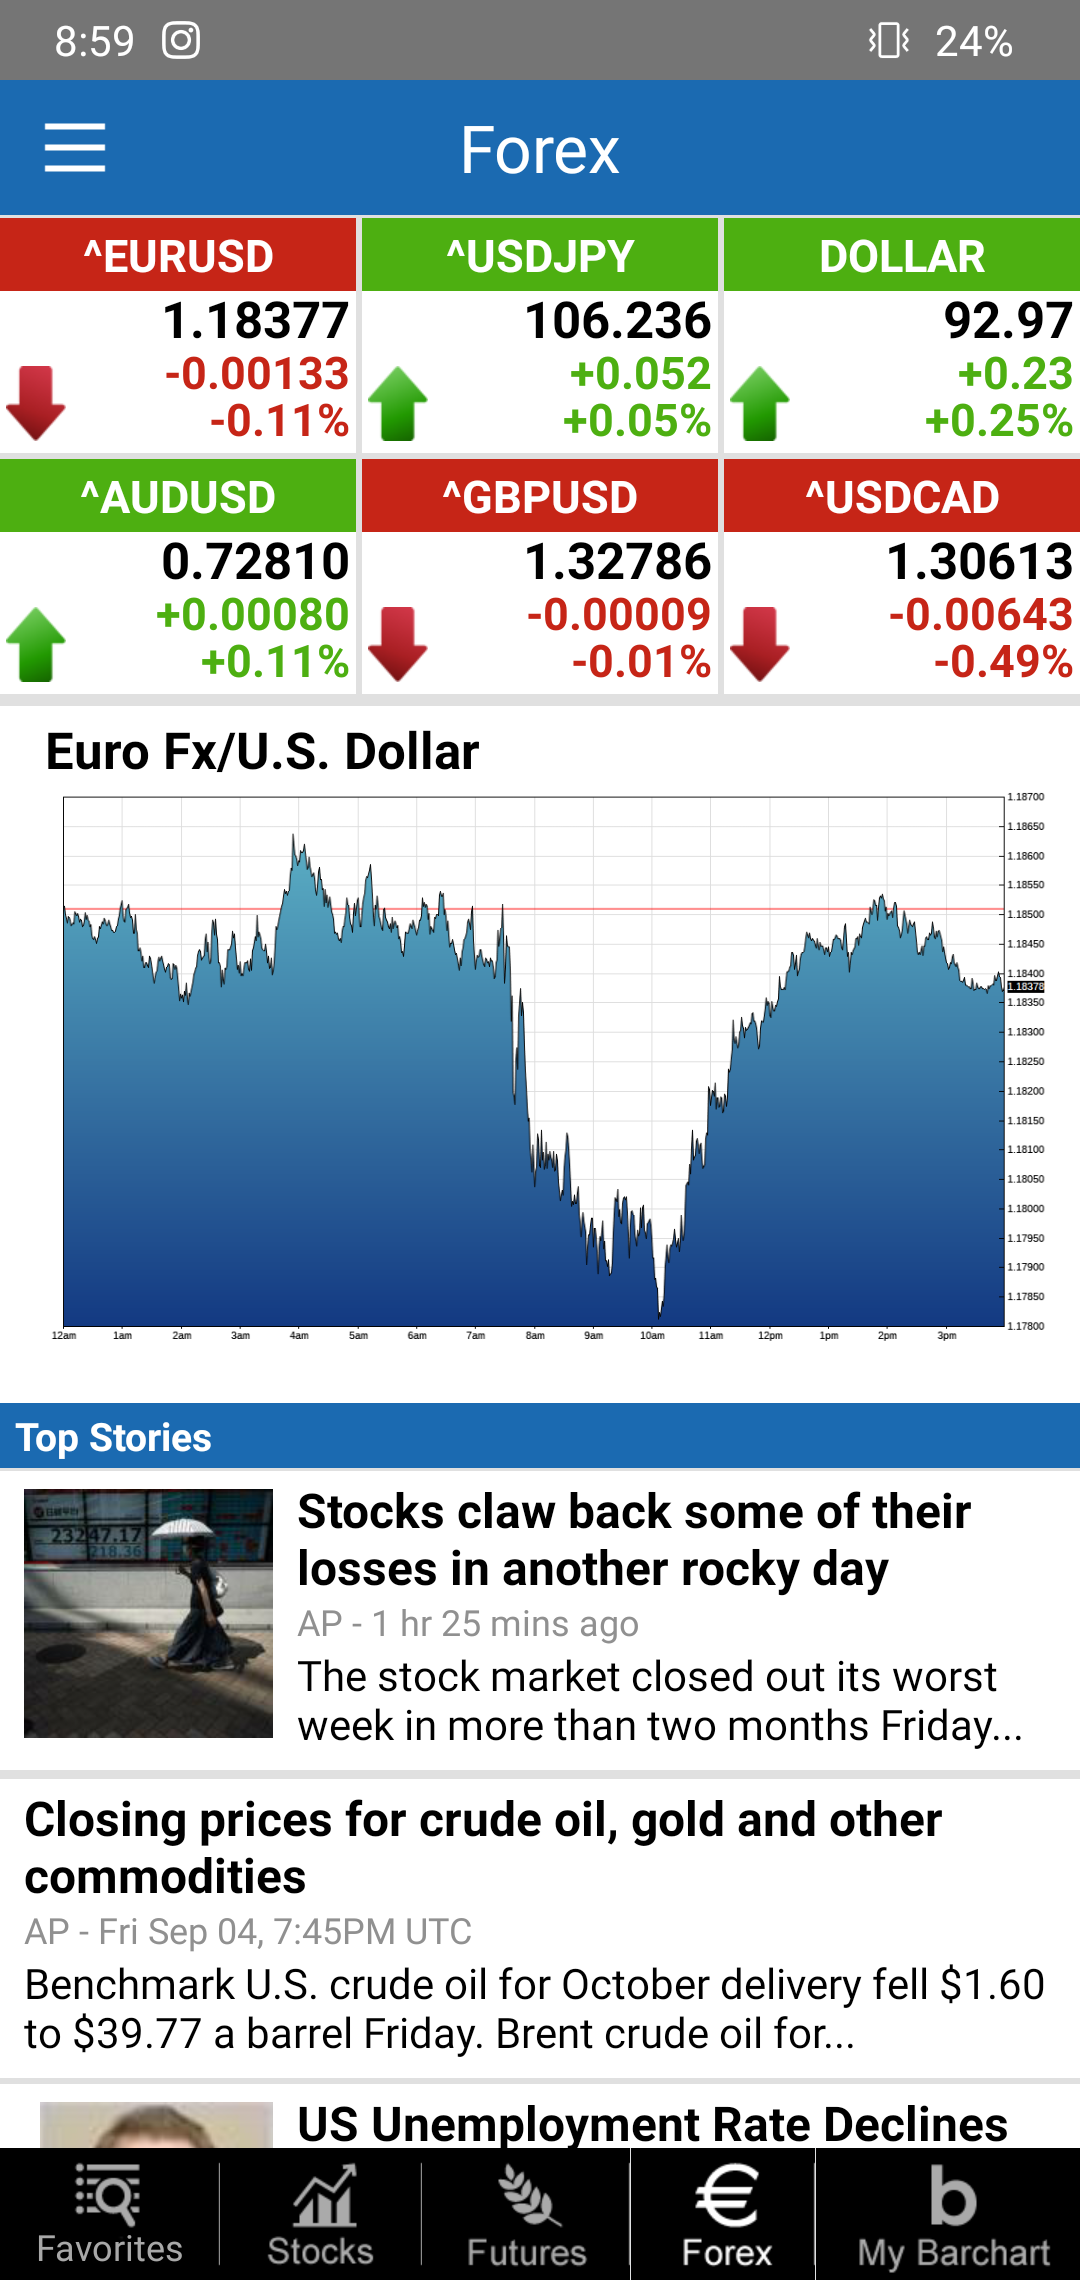 8:59
24%
Forex
^EURUSD
1.18377
-0.00133
-0.11%
^USDJPY
106.236
+0.052
+0.05%
DOLLAR
92.97
+0.23
+0.25%
^AUDUSD
0.72810
+0.00080
+0.11%
^GBPUSD
1.32786
-0.00009
-0.01%
^USDCAD
1.30613
-0.00643
-0.49%
Euro Fx/U.S. Dollar
1.18700
1.18650
1.18600
1.18550
1.18500
1.18450
1.18400
1.18378
1.18350
1.18300
1.18250
1.18200
1.18150
1.18100
1.18050
1.18000
1.17950
1.17900
1.17850
1.17800
12am 1am 2am 3am 4am 5am 6am 7am 8am 9am 10am 11am 12pm 1pm 2pm 3pm
Top Stories
23247.17
218.36
Stocks claw back some of their
losses in another rocky day
AP - 1 hr 25 mins ago
The stock market closed out its worst
week in more than two months Friday...
Closing prices for crude oil, gold and other
commodities
AP - Fri Sep 04, 7:45PM UTC
Benchmark U.S. crude oil for October delivery fell $1.60
to $39.77 a barrel Friday. Brent crude oil for...
US Unemployment Rate Declines
Favorites
Stocks
Futures
Forex
My Barchart